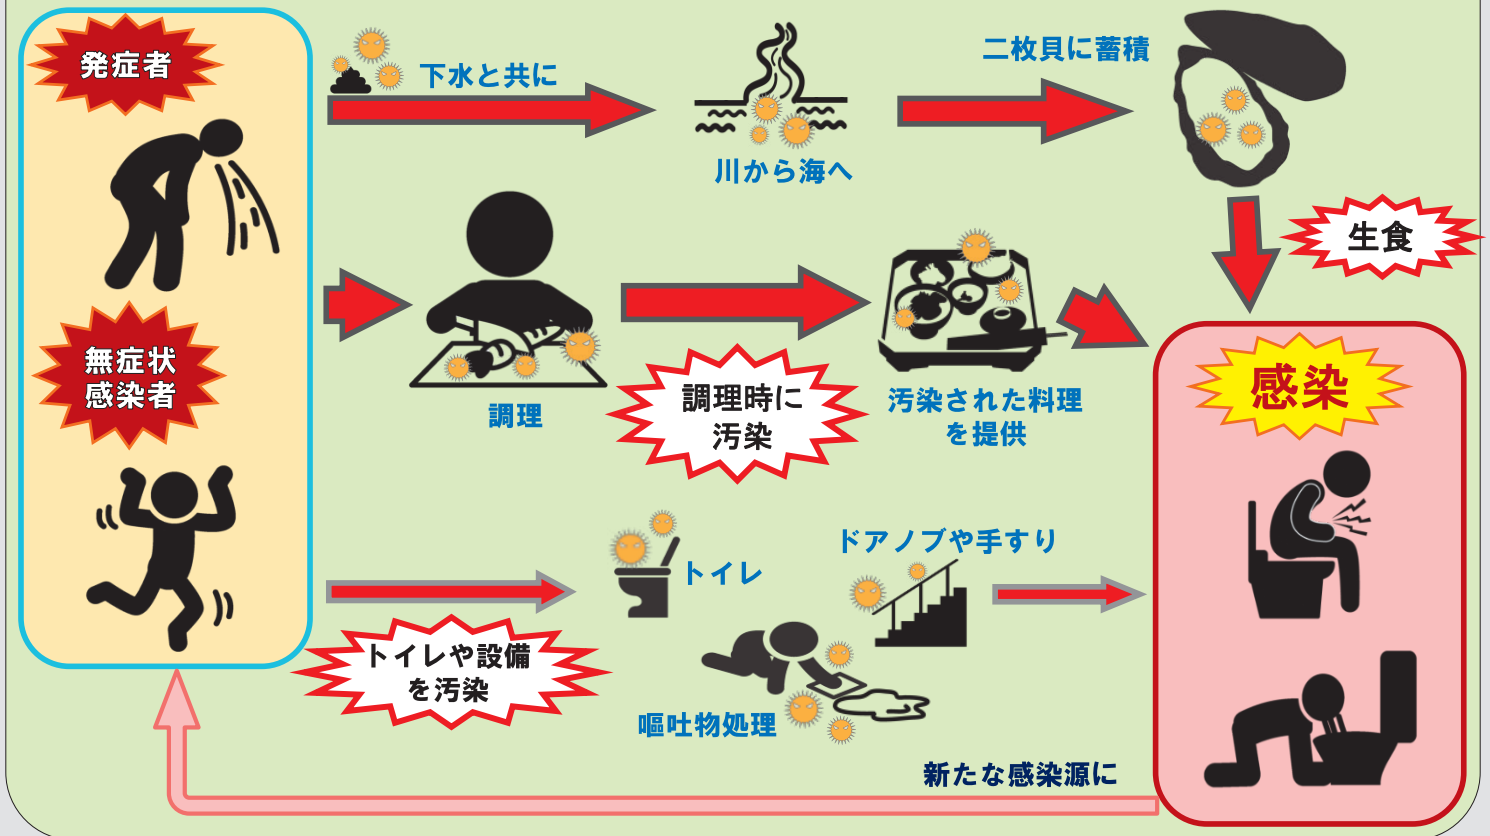 発症者
下水と共に
川から海へ
二枚貝に蓄積
生食
無症状
感染者
調理
調理時に
汚染
汚染された料理
を提供
感染
トイレ
ドアノブや手すり
トイレや設備
を汚染
嘔吐物処理
新たな感染源に